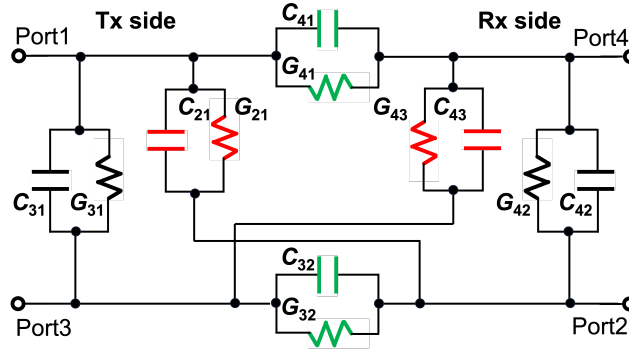 Tx side
C41
Rx side
Port1
Port4
G41
C21
G21
G43
C43
C31
G31
G42
C42
C32
G32
Port3
Port2